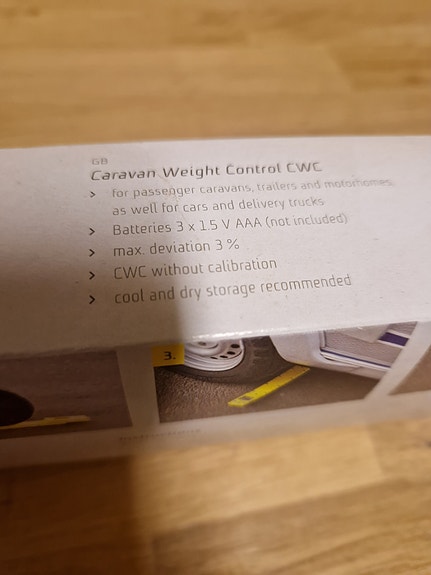 GB
Caravan Weight Control CWC
> for passenger caravans, trailers and motorhomes,
as well for cars and delivery trucks
> Batteries 3 x 1.5 V AAA (not included)
> max. deviation 3 %
> CWC without calibration
> cool and dry storage recommended
3.